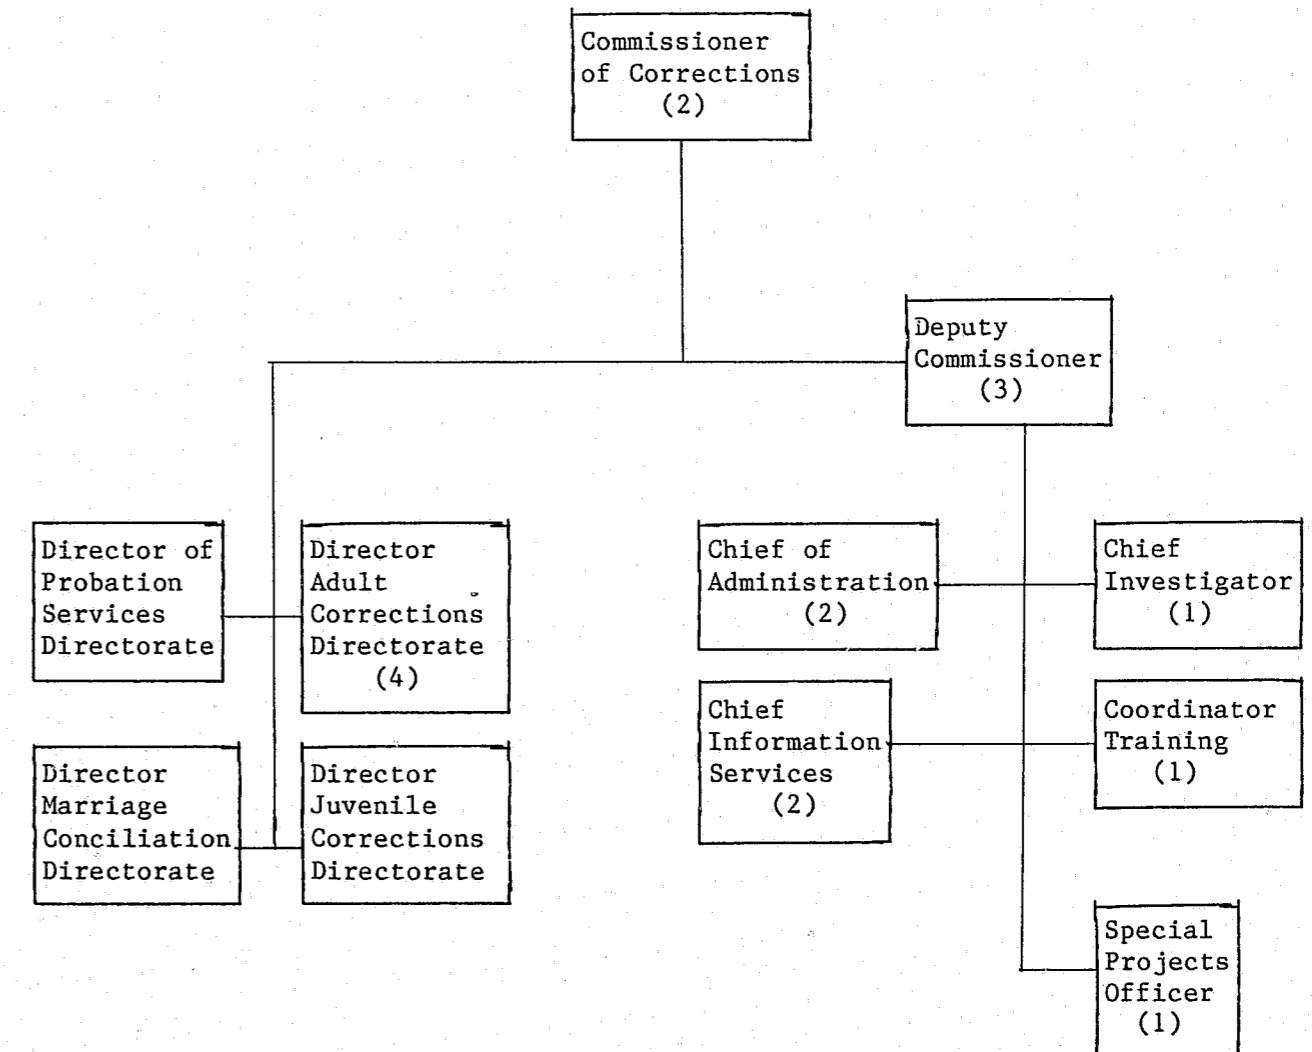 Commissioner
of Corrections
(2)
Deputy
Commissioner
(3)
Director of
Probation
Services
Directorate
Director
Adult
Corrections
Directorate
(4)
Chief of
Administration
(2)
Chief
Investigator
(1)
Chief
Information
Services
(2)
Coordinator
Training
(1)
Director
Marriage
Conciliation
Directorate
Director
Juvenile
Corrections
Directorate
Special
Projects
Officer
(1)